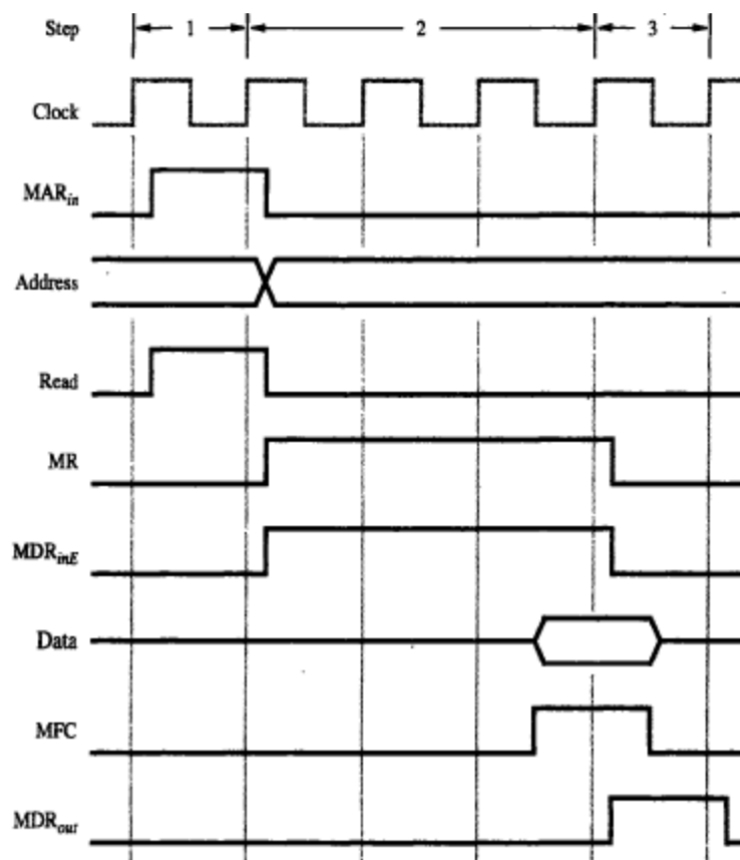 Step 1 2 3
Clock
MARin
Address
Read
MR
MDRinE
Data
MFC
MDRout